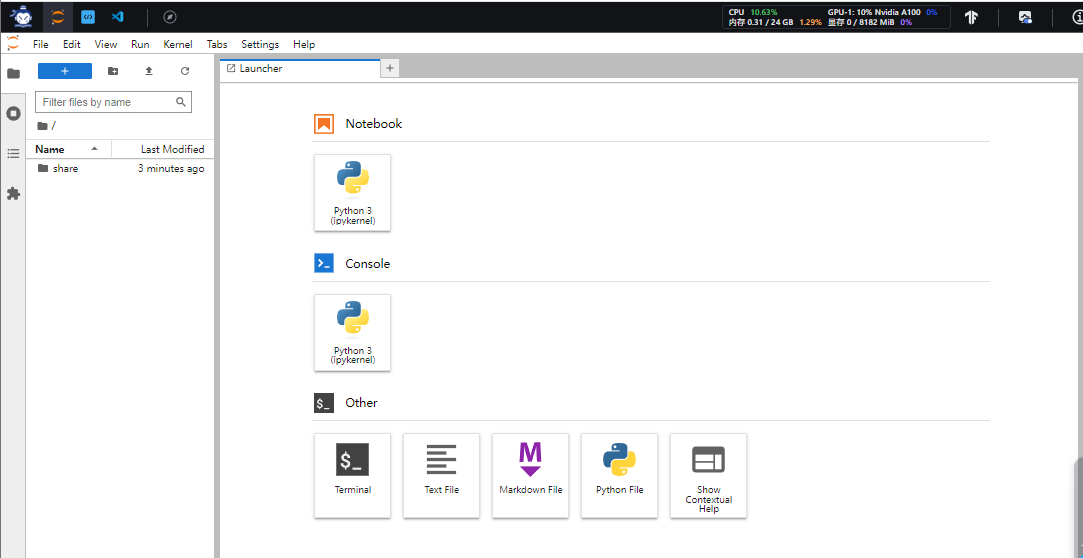 CPU 10.63% GPU-1: 10% Nvidia A100 0%
内存 0.31 / 24 GB 1.29% 显存 0 / 8182 MiB 0%
File Edit View Run Kernel Tabs Settings Help
+
Launcher
+
Filter files by name
/
Name Last Modified
share 3 minutes ago
Notebook
Python 3
(ipykernel)
Console
Python 3
(ipykernel)
$_ Other
$_
Terminal
Text File
M
Markdown File
Python File
Show
Contextual
Help